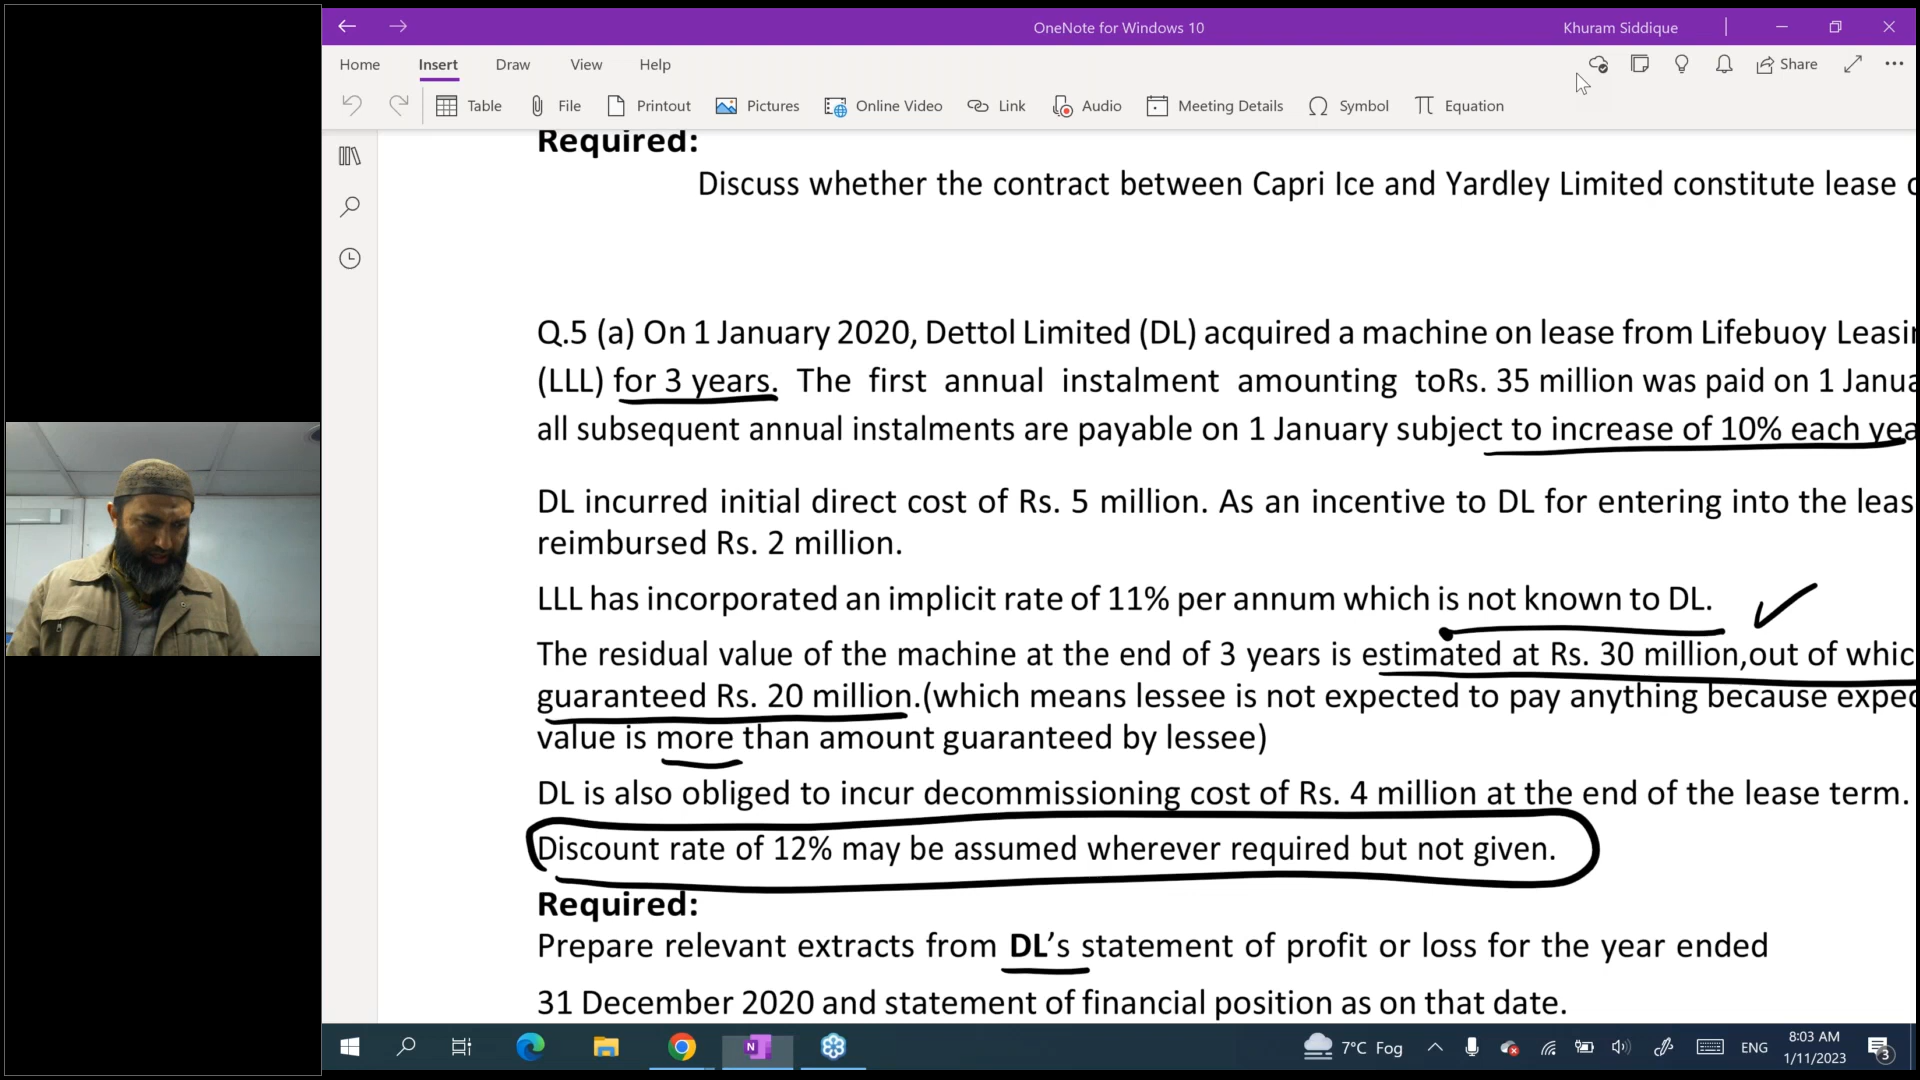 OneNote for Windows 10
Khuram Siddique
Home Insert Draw View Help
Share
Table File Printout Pictures Online Video Link Audio Meeting Details Symbol Equation
Required:
Discuss whether the contract between Capri Ice and Yardley Limited constitute lease
Q.5 (a) On 1 January 2020, Dettol Limited (DL) acquired a machine on lease from Lifebuoy
(LLL) for 3 years. The first annual instalment amounting toRs. 35 million was paid on 1
all subsequent annual instalments are payable on 1 January subject to increase of 10% each
DL incurred initial direct cost of Rs. 5 million. As an incentive to DL for entering into the
reimbursed Rs. 2 million.
LLL has incorporated an implicit rate of 11% per annum which is not known to DL.
The residual value of the machine at the end of 3 years is estimated at Rs. 30 million,out of
guaranteed Rs. 20 million.(which means lessee is not expected to pay anything because
value is more than amount guaranteed by lessee)
DL is also obliged to incur decommissioning cost of Rs. 4 million at the end of the lease term.
Discount rate of 12% may be assumed wherever required but not given.
Required:
Prepare relevant extracts from DL's statement of profit or loss for the year ended
31 December 2020 and statement of financial position as on that date.
7°C Fog
ENG
8:03 AM
1/11/2023
3